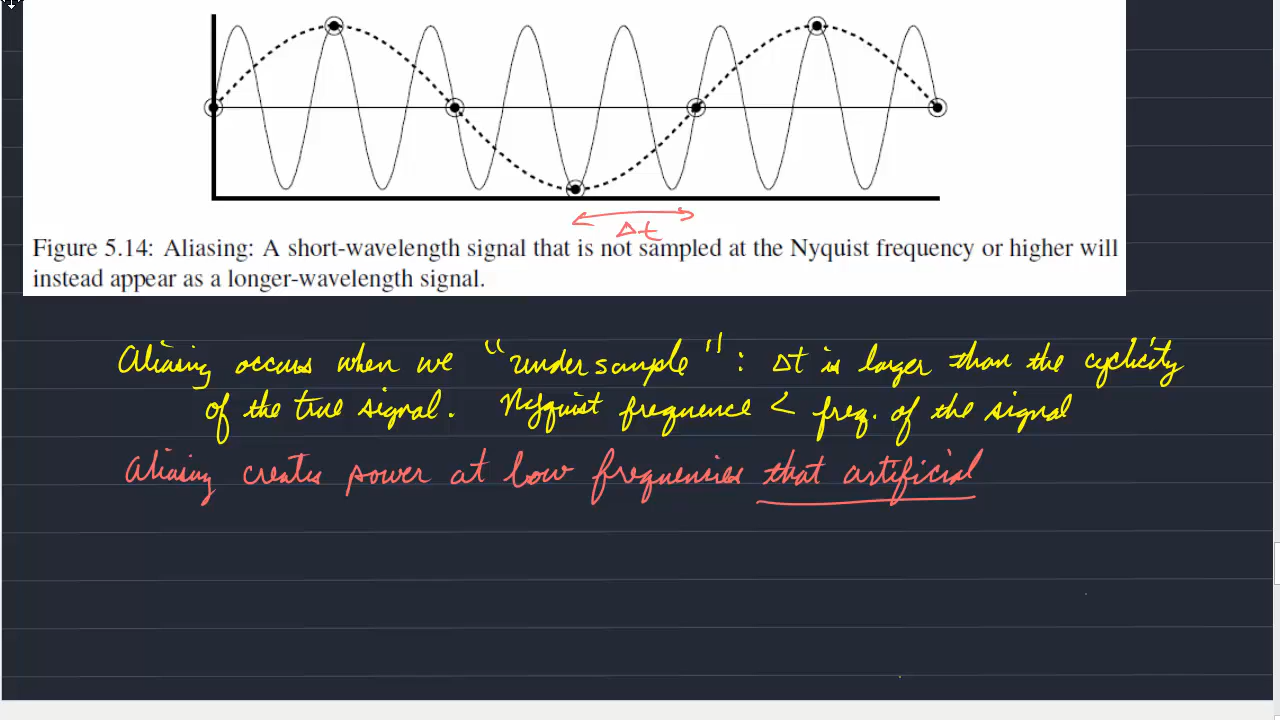 Δt
Figure 5.14: Aliasing: A short-wavelength signal that is not sampled at the Nyquist frequency or higher will
instead appear as a longer-wavelength signal.
Aliasing occurs when we "undersample": Δt is larger than the cyclicity
of the true signal. Nyquist frequence < freq. of the signal
Aliasing creates power at low frequencies that artificial